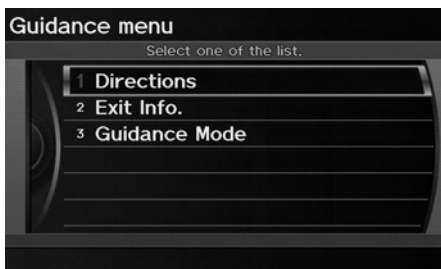 Guidance menu
Select one of the list.
1 Directions
2 Exit Info.
3 Guidance Mode